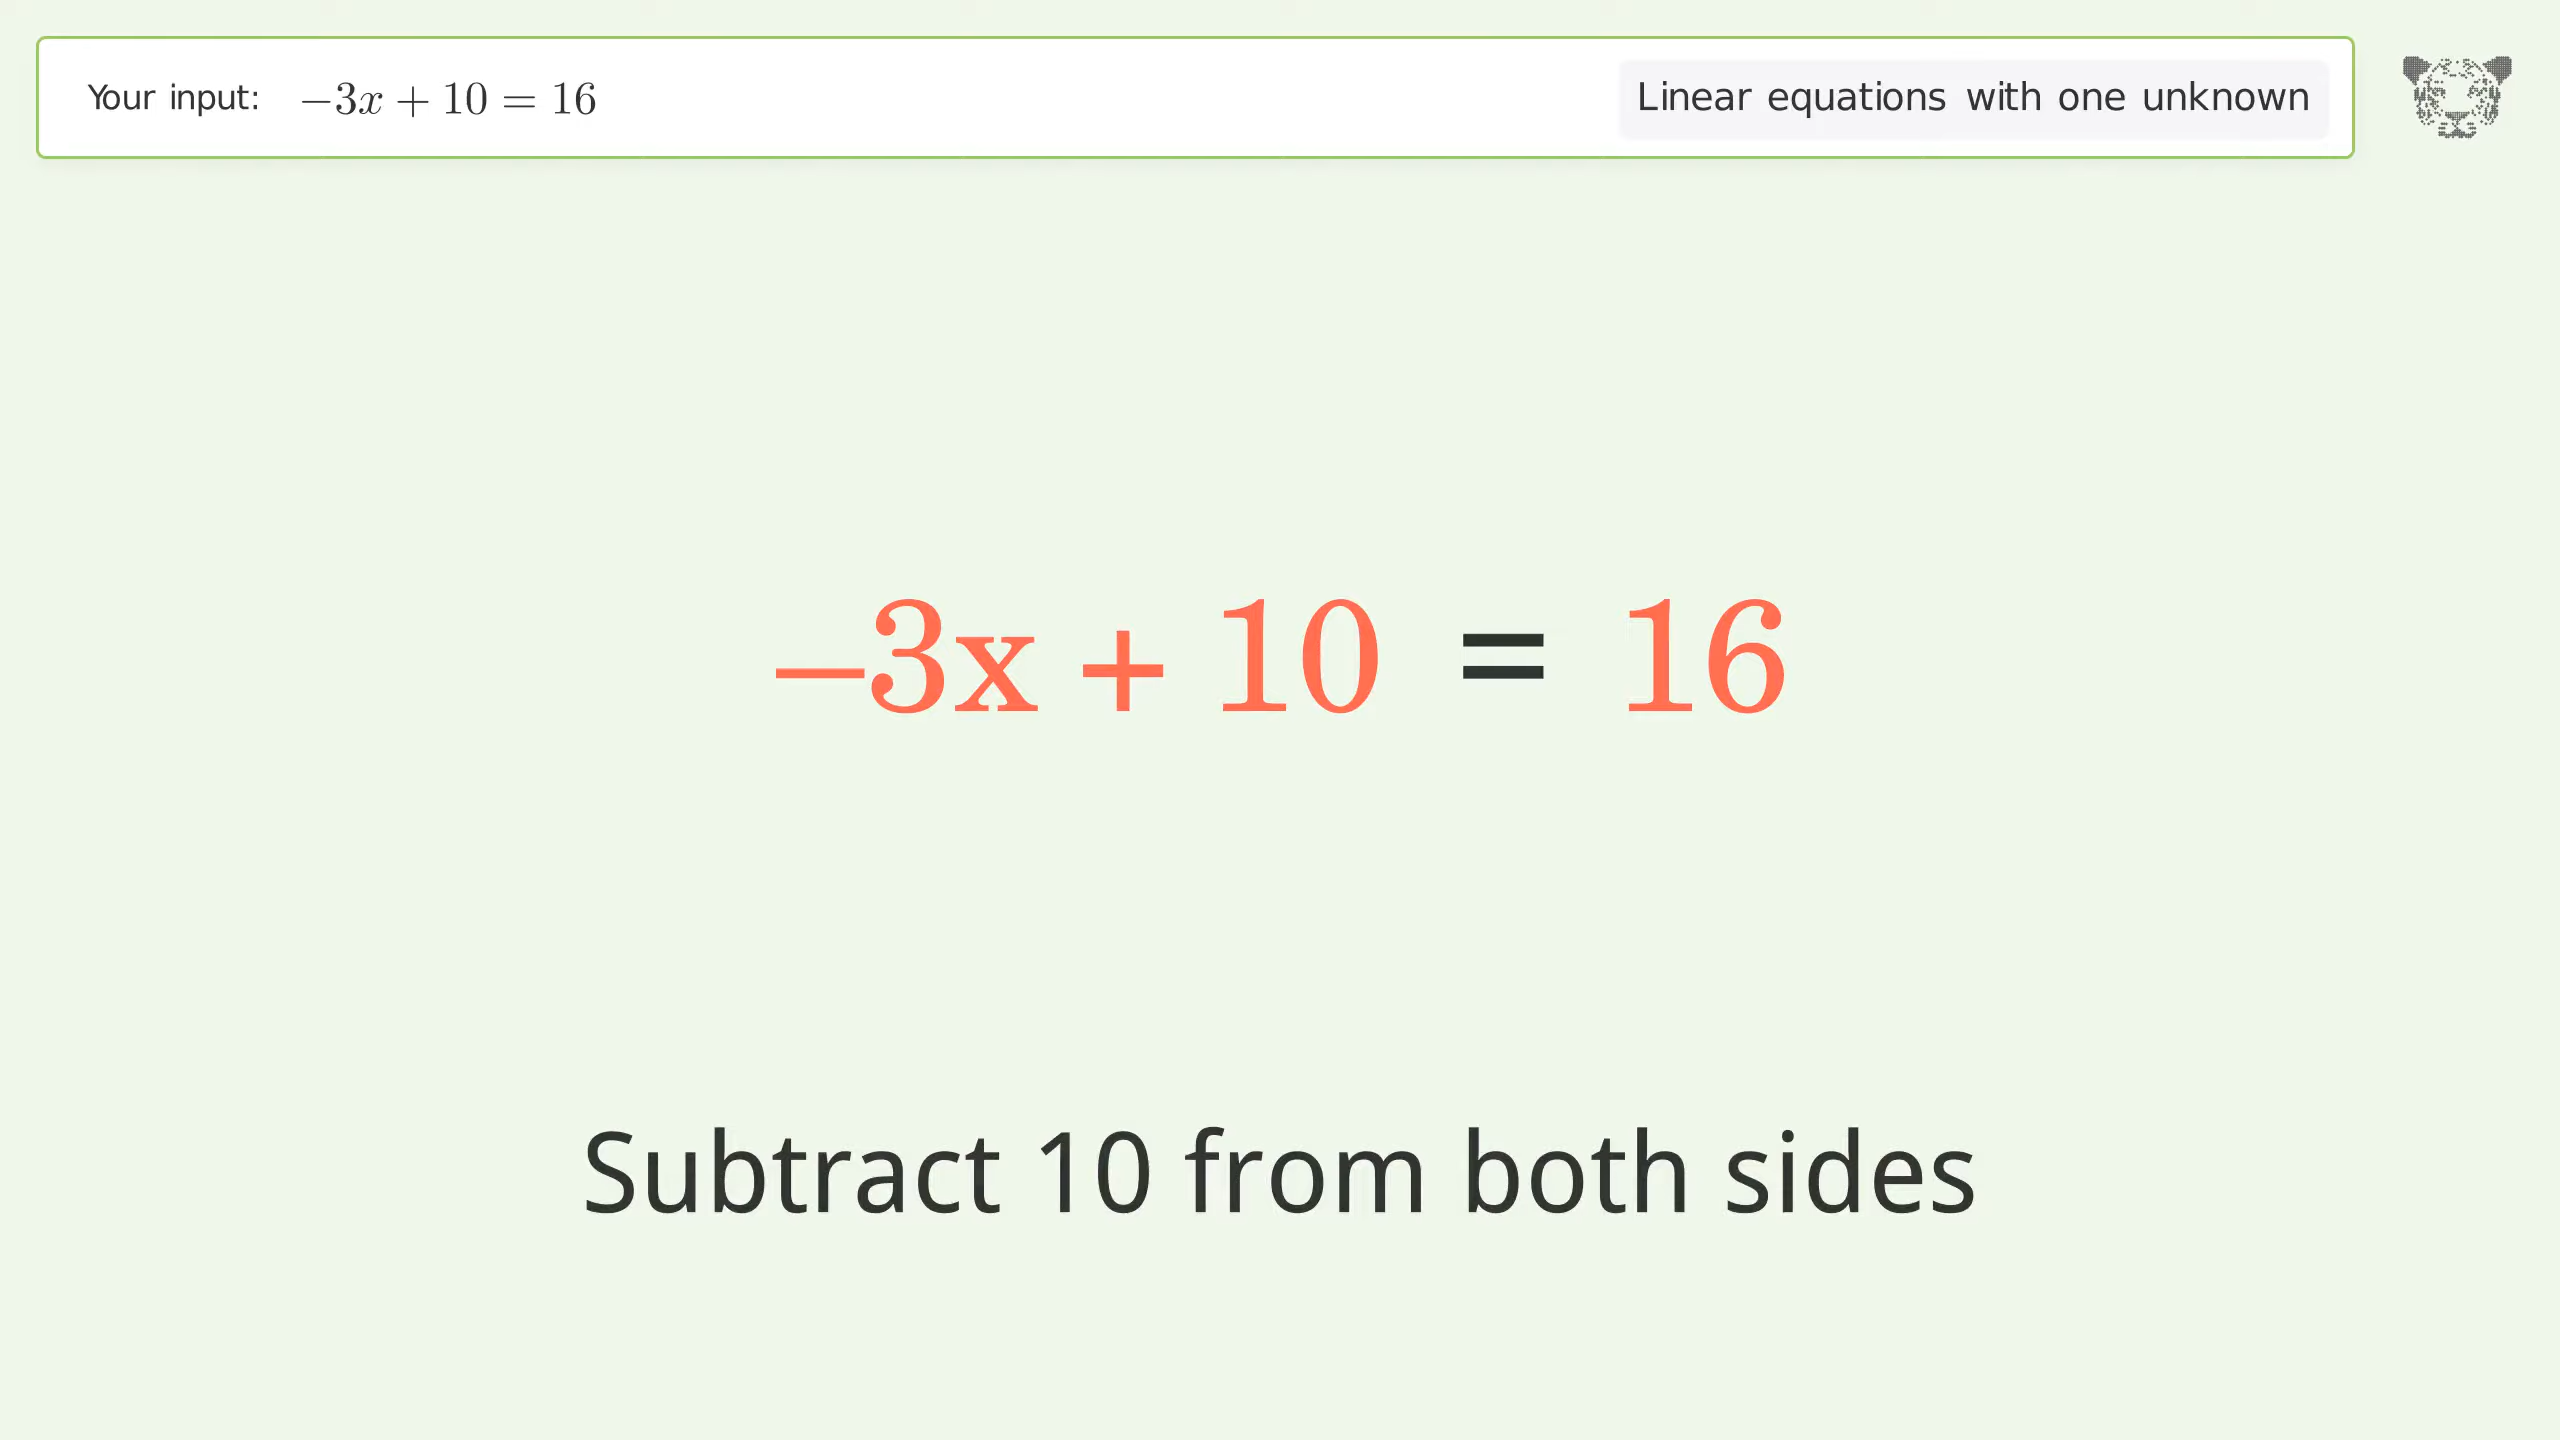 Your input: −3x + 10 = 16
Linear equations with one unknown
−3x + 10 = 16
Subtract 10 from both sides